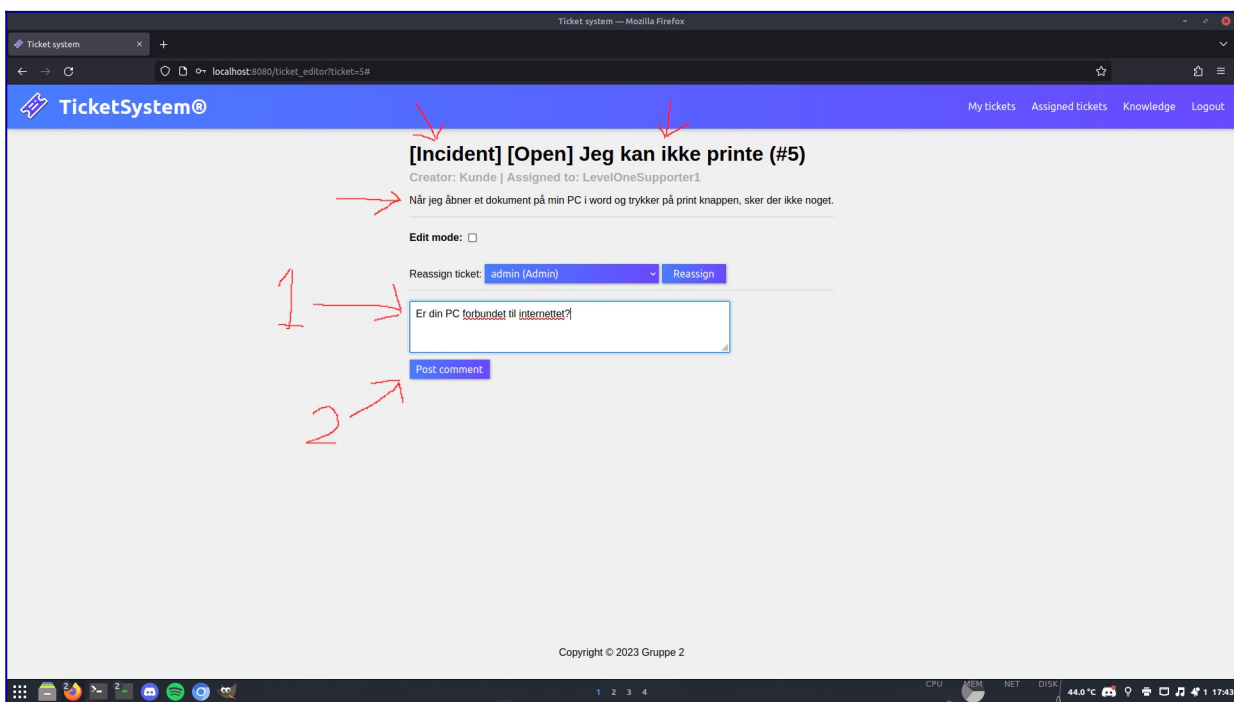 Ticket system — Mozilla Firefox
Ticket system
localhost:8080/ticket_editor?ticket=5#
TicketSystem®
My tickets Assigned tickets Knowledge Logout
[Incident] [Open] Jeg kan ikke printe (#5)
Creator: Kunde | Assigned to: LevelOneSupporter1
Når jeg åbner et dokument på min PC i word og trykker på print knappen, sker der ikke noget.
Edit mode:
Reassign ticket: admin (Admin) Reassign
1
Er din PC forbundet til internettet?
Post comment
2
Copyright © 2023 Gruppe 2
2 2 1 2 3 4 CPU MEM NET DISK 44.0°C 1 17:43